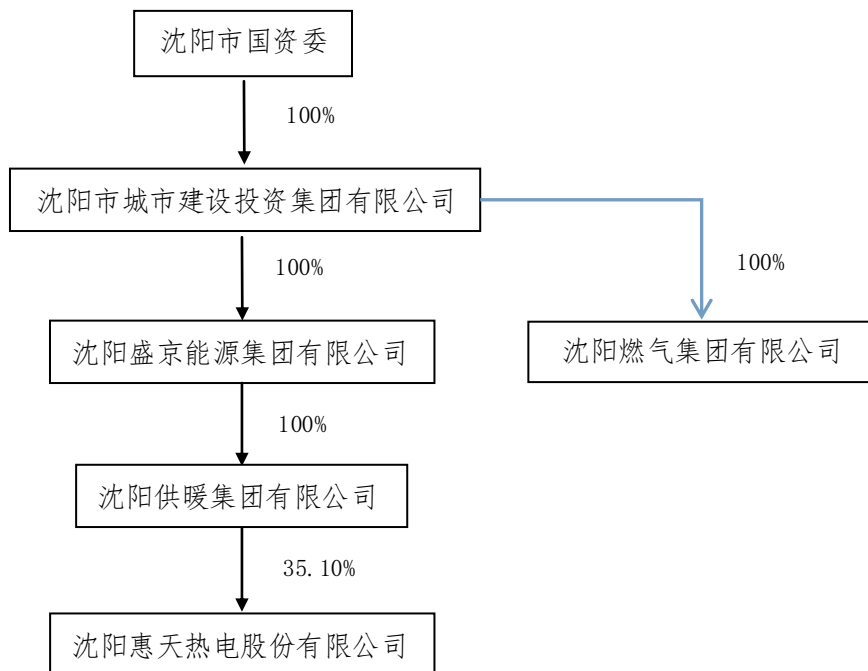 沈阳市国资委
100%
沈阳市城市建设投资集团有限公司
100%
100%
沈阳盛京能源集团有限公司
沈阳燃气集团有限公司
100%
沈阳供暖集团有限公司
35.10%
沈阳惠天热电股份有限公司